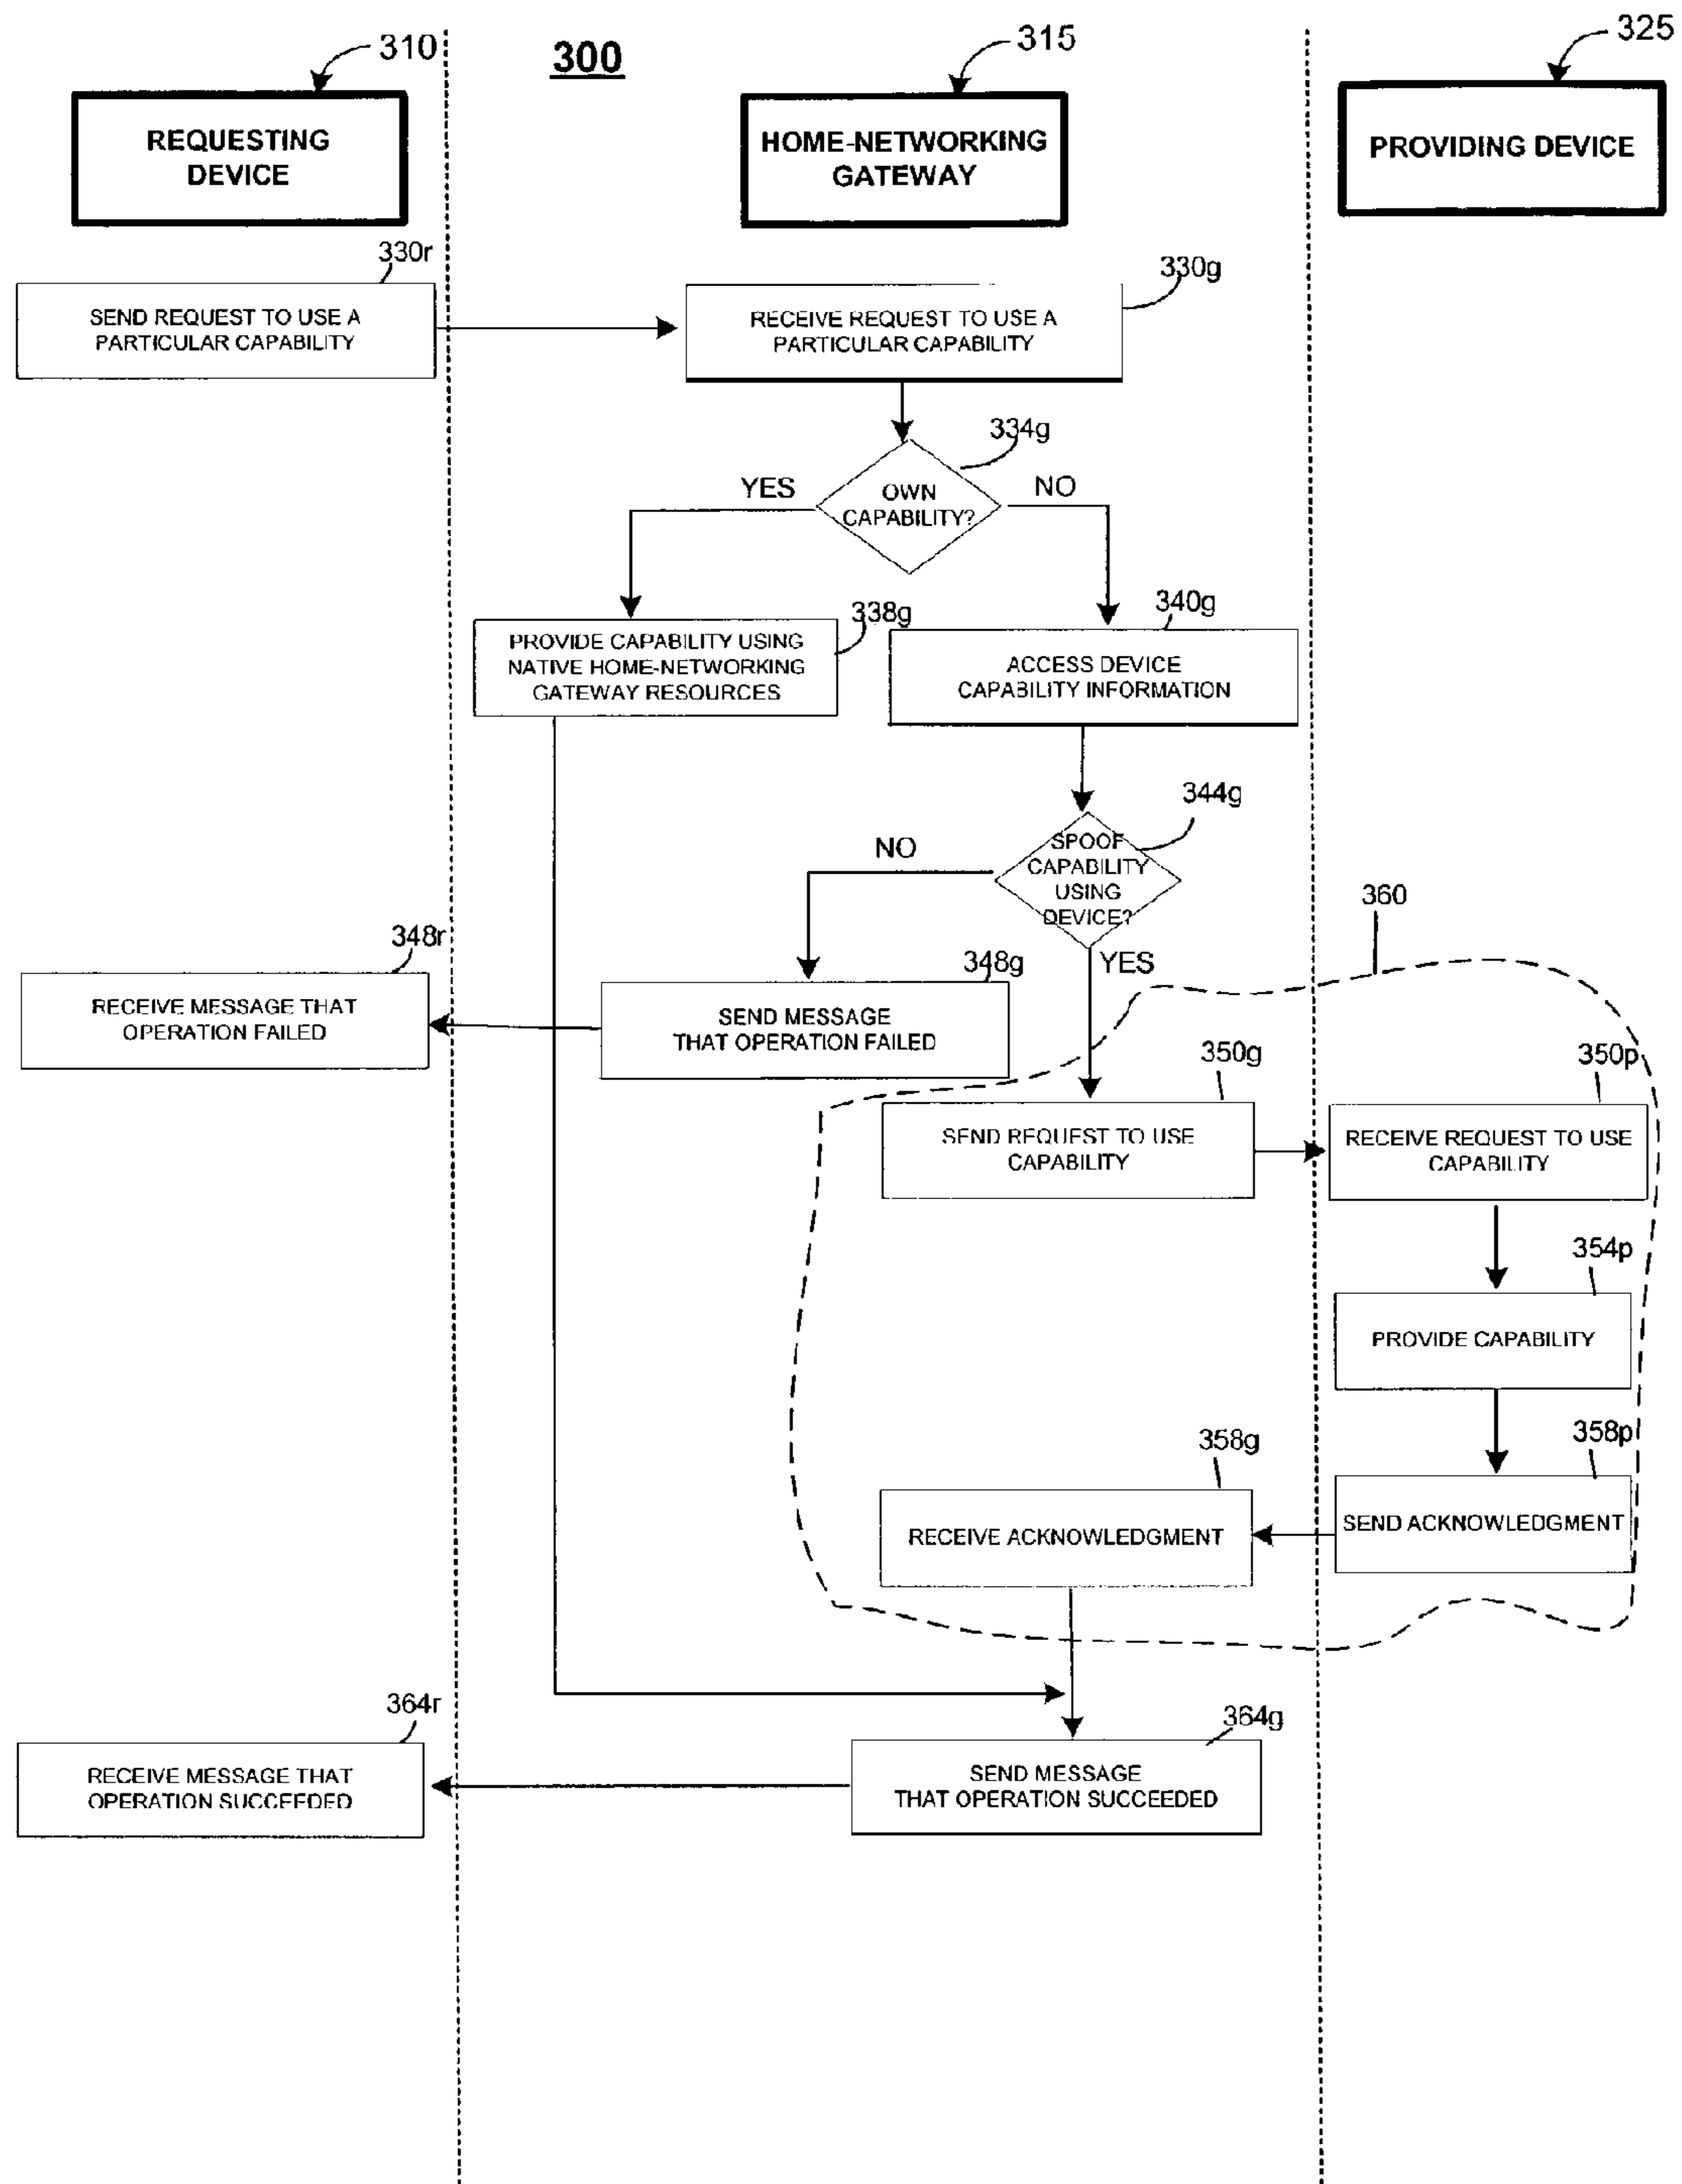 310
300
315
325
REQUESTING
DEVICE
HOME-NETWORKING
GATEWAY
PROVIDING DEVICE
330r
330g
SEND REQUEST TO USE A
PARTICULAR CAPABILITY
RECEIVE REQUEST TO USE A
PARTICULAR CAPABILITY
334g
YES
NO
OWN
CAPABILITY?
338g
340g
PROVIDE CAPABILITY USING
NATIVE HOME-NETWORKING
GATEWAY RESOURCES
ACCESS DEVICE
CAPABILITY INFORMATION
344g
NO
SPOOF
CAPABILITY
USING
DEVICE?
YES
360
348r
348g
RECEIVE MESSAGE THAT
OPERATION FAILED
SEND MESSAGE
THAT OPERATION FAILED
350g
350p
SEND REQUEST TO USE
CAPABILITY
RECEIVE REQUEST TO USE
CAPABILITY
354p
PROVIDE CAPABILITY
358g
358p
RECEIVE ACKNOWLEDGMENT
SEND ACKNOWLEDGMENT
364r
364g
RECEIVE MESSAGE THAT
OPERATION SUCCEEDED
SEND MESSAGE
THAT OPERATION SUCCEEDED